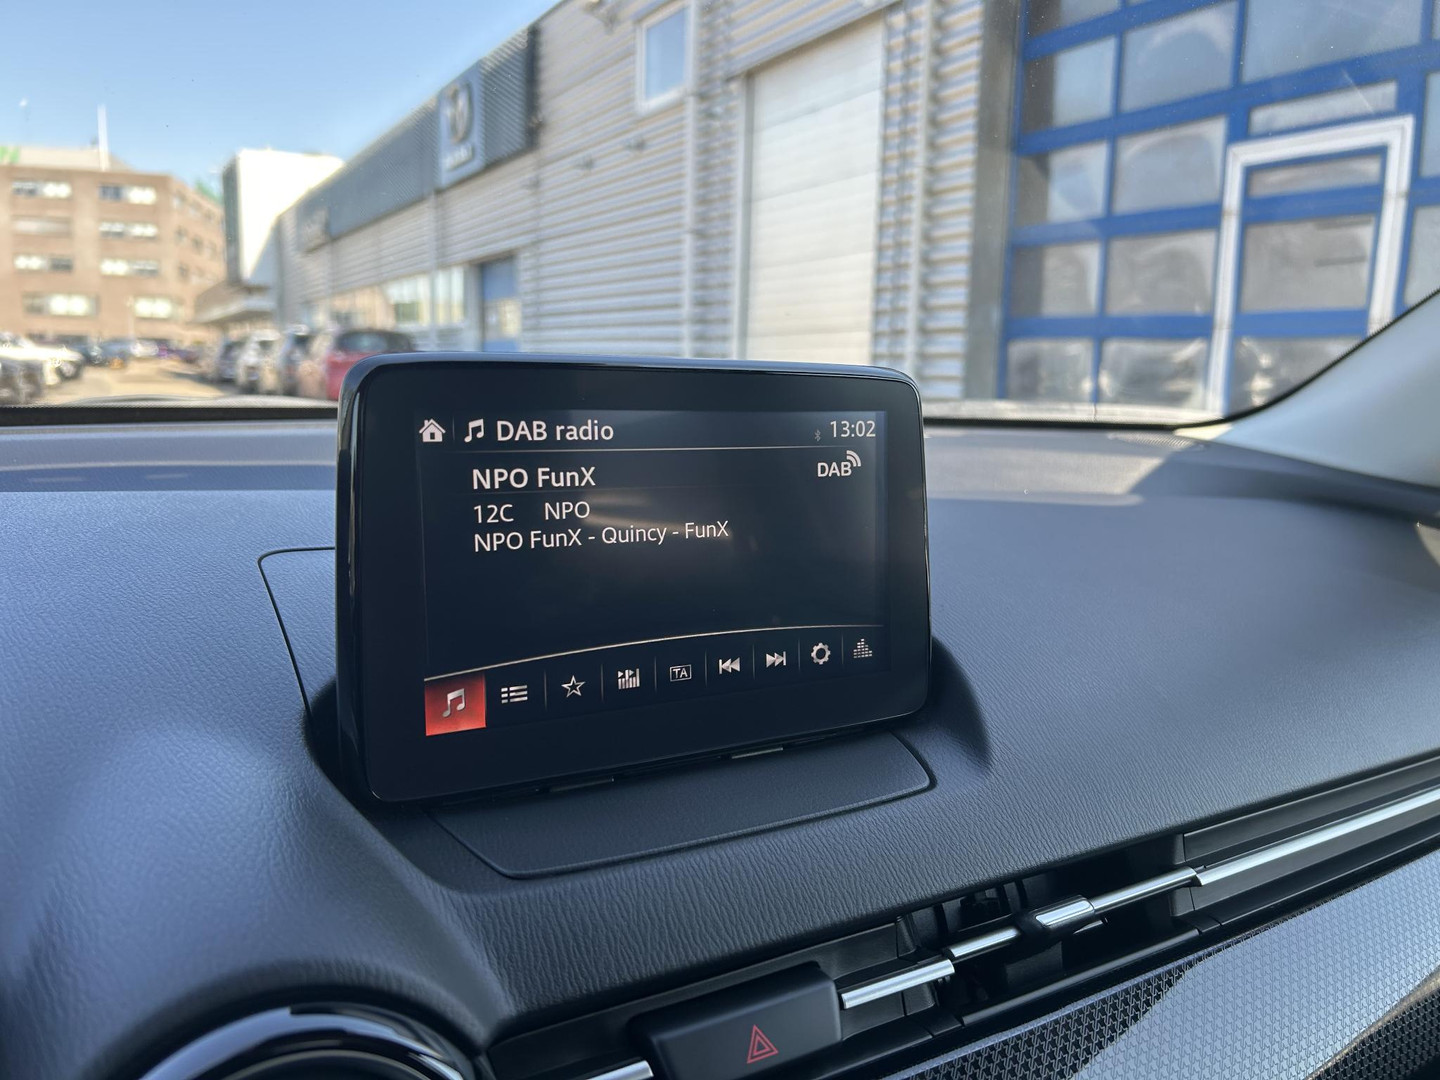 DAB radio
13:02
NPO FunX
DAB
12C NPO
NPO FunX - Quincy - FunX
TA